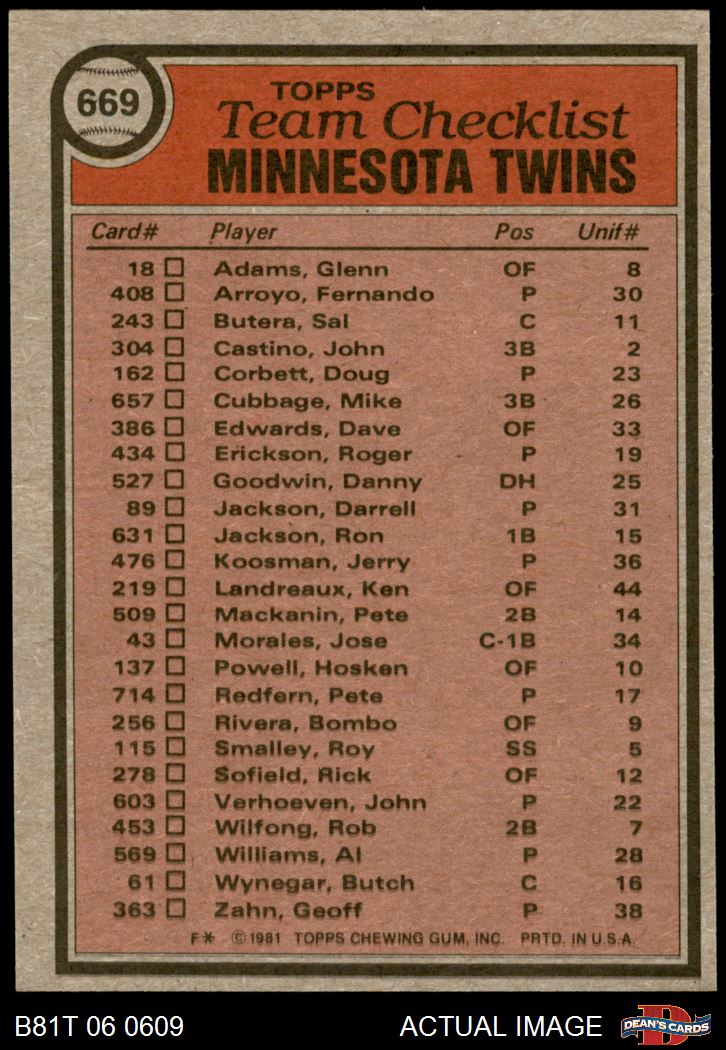 669
TOPPS
Team Checklist
MINNESOTA TWINS
Card# Player Pos Unif#
18 Adams, Glenn OF 8
408 Arroyo, Fernando P 30
243 Butera, Sal C 11
304 Castino, John 3B 2
162 Corbett, Doug P 23
657 Cubbage, Mike 3B 26
386 Edwards, Dave OF 33
434 Erickson, Roger P 19
527 Goodwin, Danny DH 25
89 Jackson, Darrell P 31
631 Jackson, Ron 1B 15
476 Koosman, Jerry P 36
219 Landreaux, Ken OF 44
509 Mackanin, Pete 2B 14
43 Morales, Jose C-1B 34
137 Powell, Hosken OF 10
714 Redfern, Pete P 17
256 Rivera, Bombo OF 9
115 Smalley, Roy SS 5
278 Sofield, Rick OF 12
603 Verhoeven, John P 22
453 Wilfong, Rob 2B 7
569 Williams, Al P 28
61 Wynegar, Butch C 16
363 Zahn, Geoff P 38
F* ©1981 TOPPS CHEWING GUM, INC. PRTD. IN U.S.A.
B81T 06 0609 ACTUAL IMAGE D DEAN'S CARDS